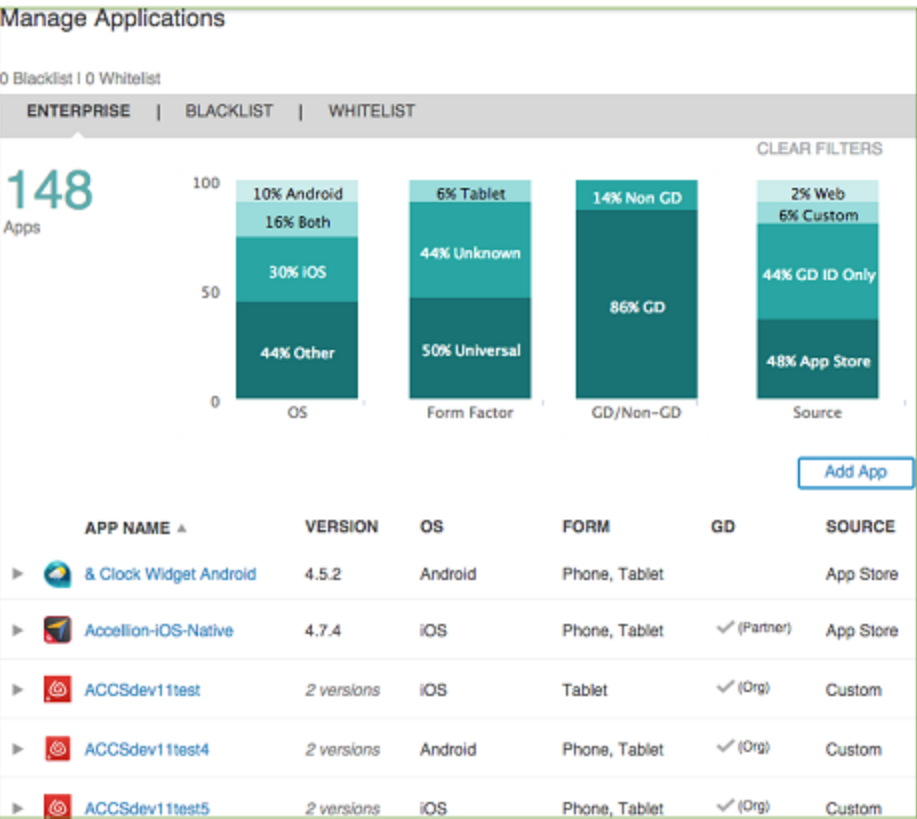 Manage Applications
0 Blacklist | 0 Whitelist
ENTERPRISE | BLACKLIST | WHITELIST
CLEAR FILTERS
148
Apps
100
50
0
10% Android
16% Both
30% iOS
44% Other
OS
6% Tablet
44% Unknown
50% Universal
Form Factor
14% Non GD
86% GD
GD/Non-GD
2% Web
6% Custom
44% GD ID Only
48% App Store
Source
Add App
APP NAME VERSION OS FORM GD SOURCE
& Clock Widget Android 4.5.2 Android Phone, Tablet App Store
Accellion-iOS-Native 4.7.4 iOS Phone, Tablet (Partner) App Store
ACCSdev11test 2 versions iOS Tablet (Org) Custom
ACCSdev11test4 2 versions Android Phone, Tablet (Org) Custom
ACCSdev11test5 2 versions iOS Phone, Tablet (Org) Custom